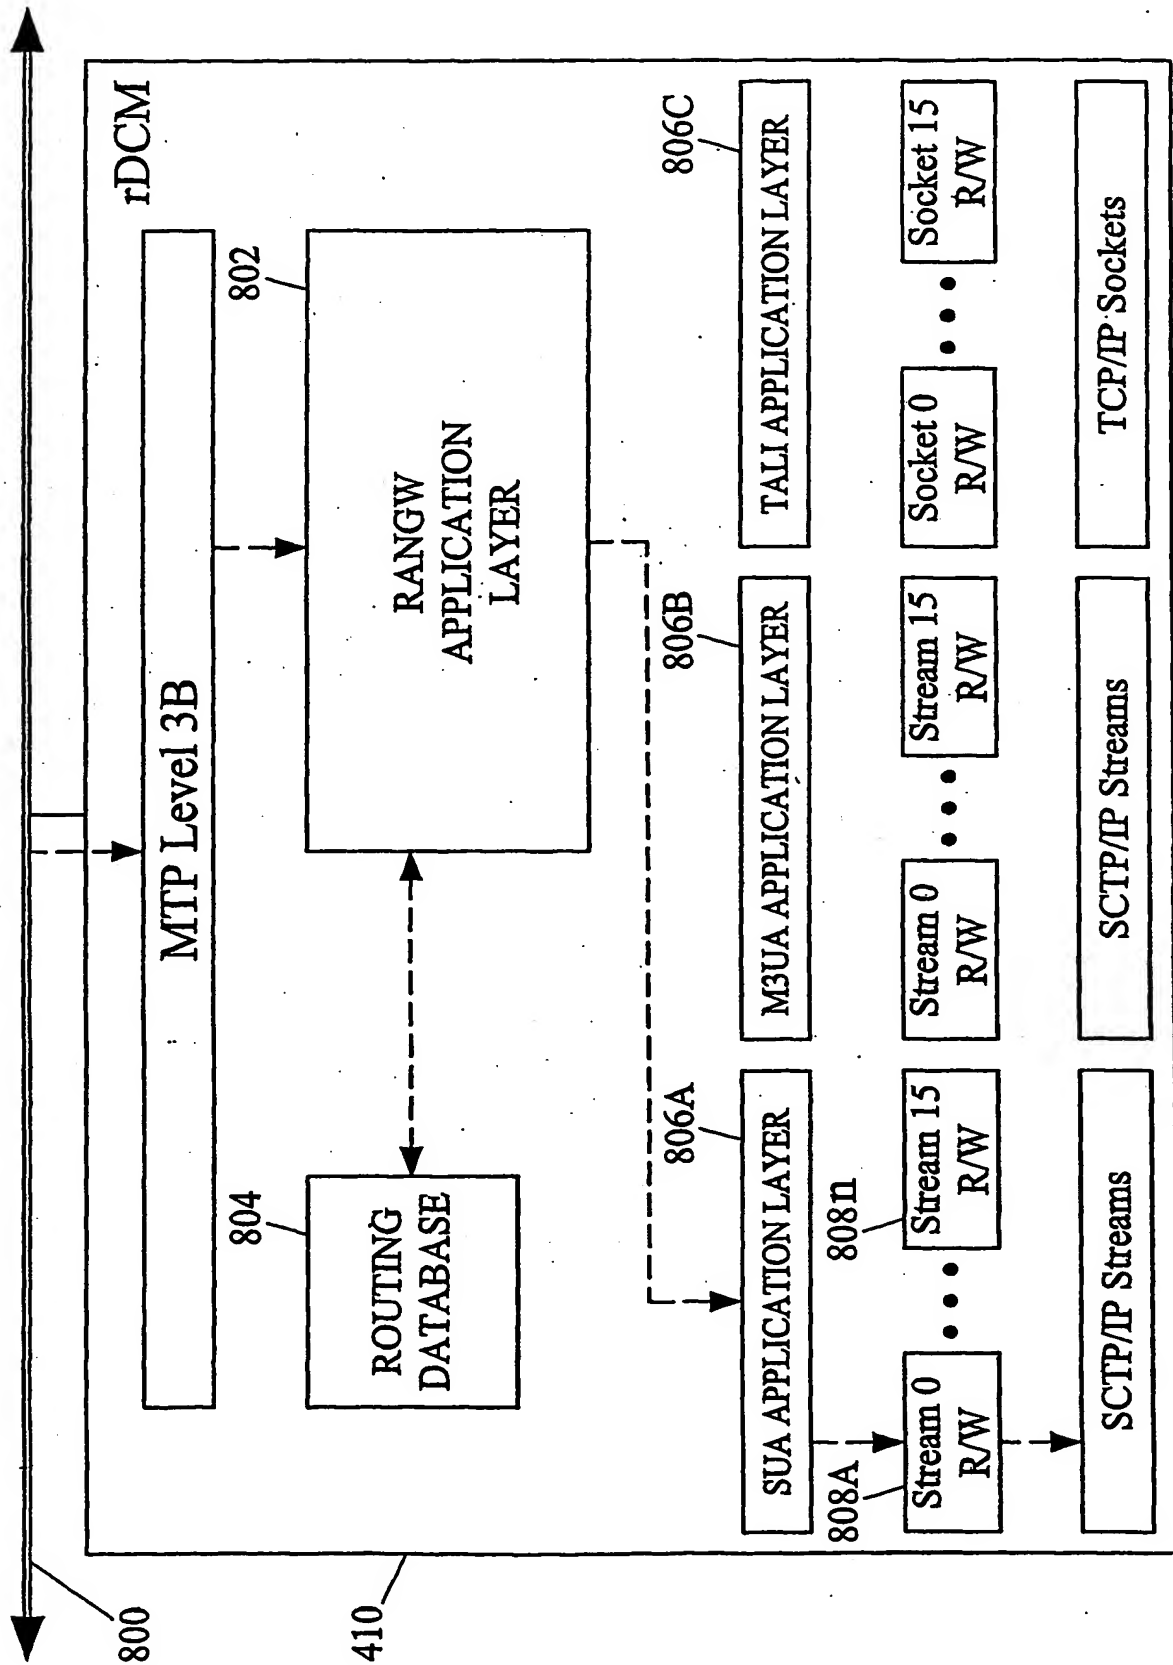 800
410
rDCM
MTP Level 3B
804
802
ROUTING
DATABASE
RANGW
APPLICATION
LAYER
806A
806B
806C
SUA APPLICATION LAYER
M3UA APPLICATION LAYER
TALI APPLICATION LAYER
808A
808n
Stream 0
R/W
Stream 15
R/W
Stream 0
R/W
Stream 15
R/W
Socket 0
R/W
Socket 15
R/W
SCTP/IP Streams
SCTP/IP Streams
TCP/IP Sockets